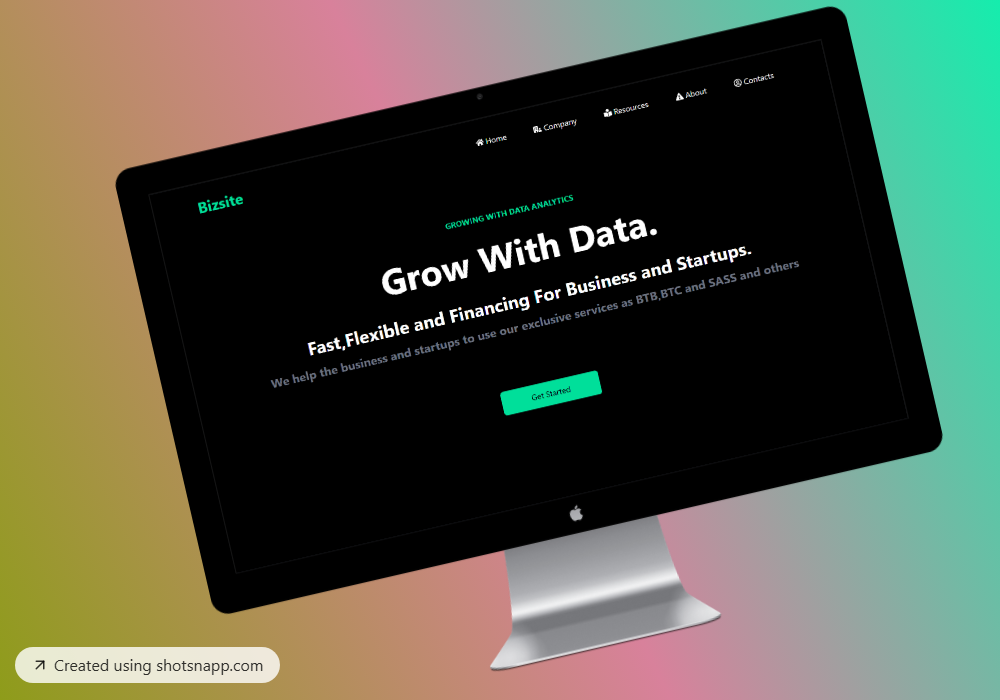 Home
Company
Resources
About
Contacts
Bizsite
GROWING WITH DATA ANALYTICS
Grow With Data.
Fast,Flexible and Financing For Business and Startups.
We help the business and startups to use our exclusive services as BTB,BTC and SASS and others
Get Started
Created using shotsnapp.com